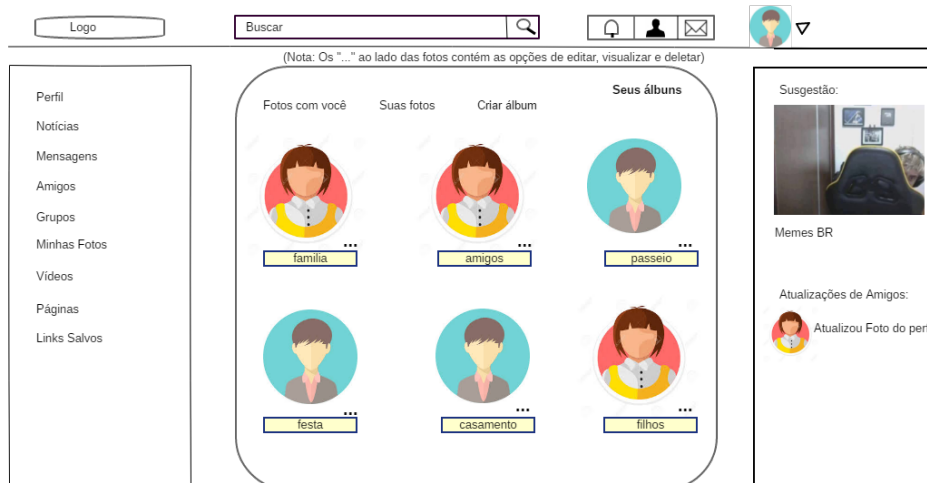 Logo
Buscar
(Nota: Os "..." ao lado das fotos contém as opções de editar, visualizar e deletar)
Perfil
Notícias
Mensagens
Amigos
Grupos
Minhas Fotos
Vídeos
Páginas
Links Salvos
Seus álbuns
Fotos com você
Suas fotos
Criar álbum
...
...
...
familia
amigos
passeio
...
...
...
festa
casamento
filhos
Susgestão:
Memes BR
Atualizações de Amigos:
Atualizou Foto do perf